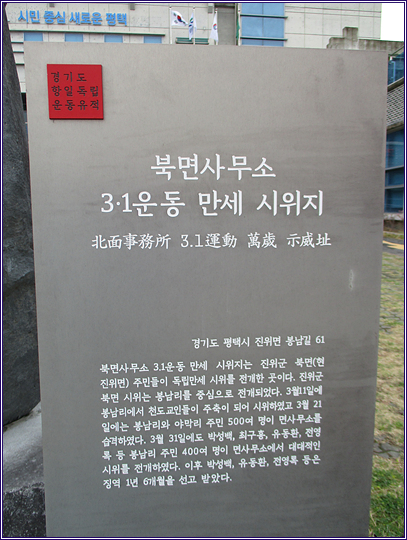 시민 중심 새로운 평택
경기도
항일독립
운동유적
북면사무소
3·1운동 만세 시위지
北面事務所 3.1運動 萬歲 示威址
경기도 평택시 진위면 봉남길 61
북면사무소 3.1운동 만세 시위지는 진위군 북면(현
진위면) 주민들이 독립만세 시위를 전개한 곳이다. 진위군
북면 시위는 봉남리를 중심으로 전개되었다. 3월11일에
봉남리에서 천도교인들이 주축이 되어 시위하였고 3월 21
일에는 봉남리와 야막리 주민 500여 명이 면사무소를
습격하였다. 3월 31일에도 박성백, 최구홍, 유동환, 전영
록 등 봉남리 주민 400여 명이 면사무소에서 대대적인
시위를 전개하였다. 이후 박성백, 유동환, 전영록 등은
징역 1년 6개월을 선고 받았다.